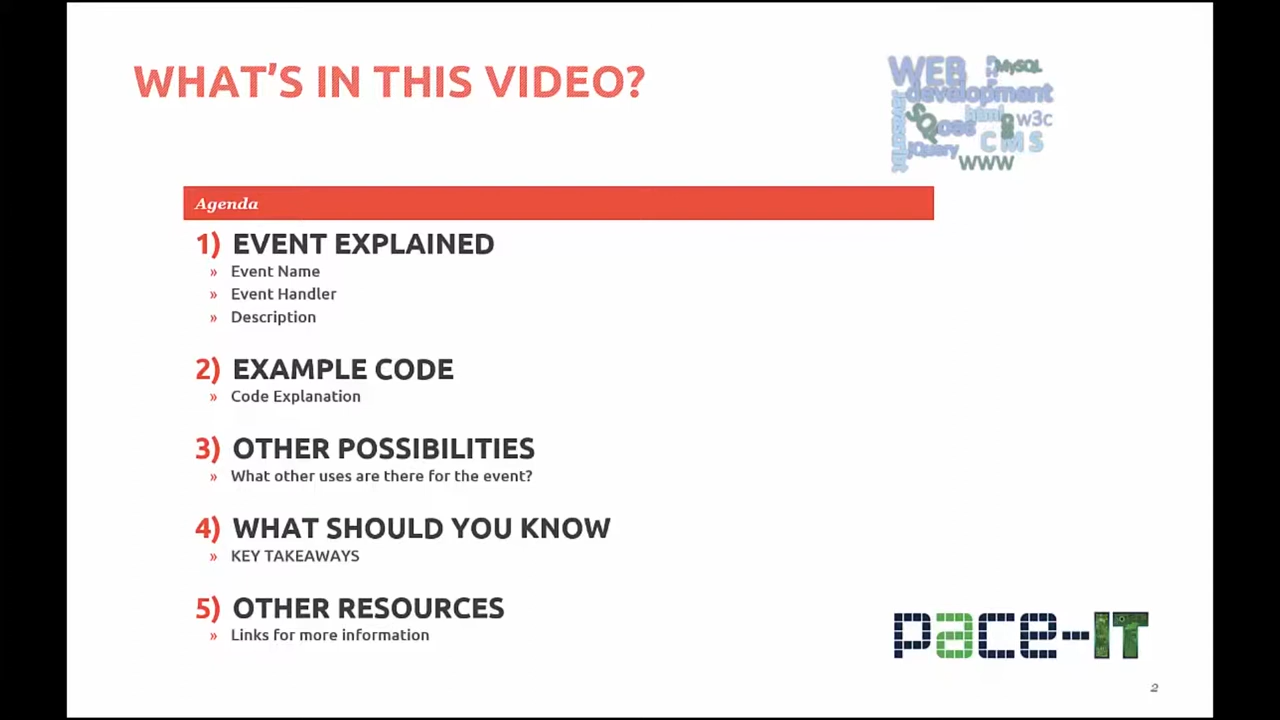 WHAT'S IN THIS VIDEO?
WEB MySQL
development
javascript
html w3c
CMS
jQuery
www
Agenda
1) EVENT EXPLAINED
» Event Name
» Event Handler
» Description
2) EXAMPLE CODE
» Code Explanation
3) OTHER POSSIBILITIES
» What other uses are there for the event?
4) WHAT SHOULD YOU KNOW
» KEY TAKEAWAYS
5) OTHER RESOURCES
» Links for more information
pace-IT
2